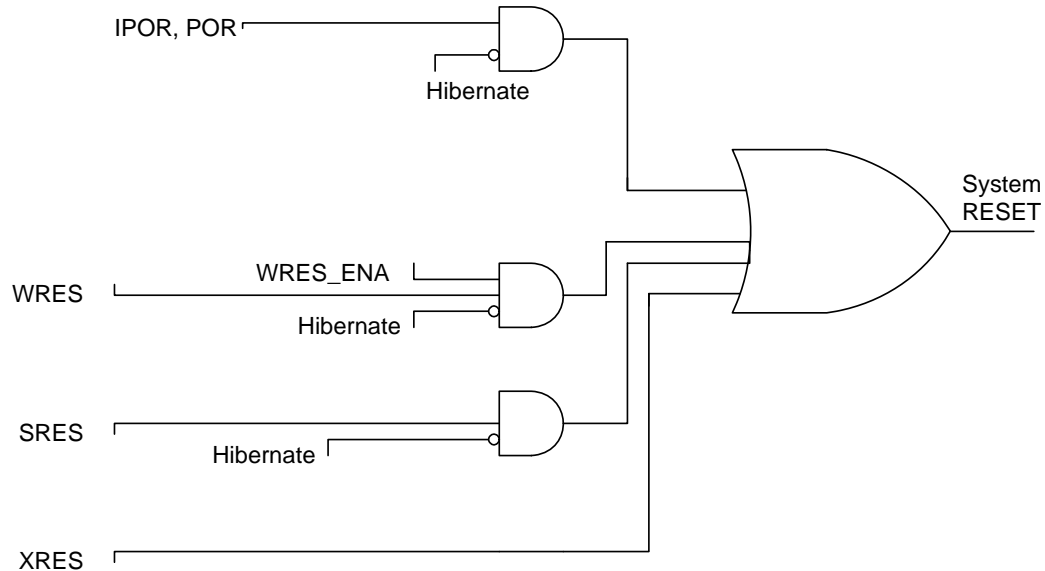 IPOR, POR
Hibernate
System
RESET
WRES_ENA
WRES
Hibernate
SRES
Hibernate
XRES